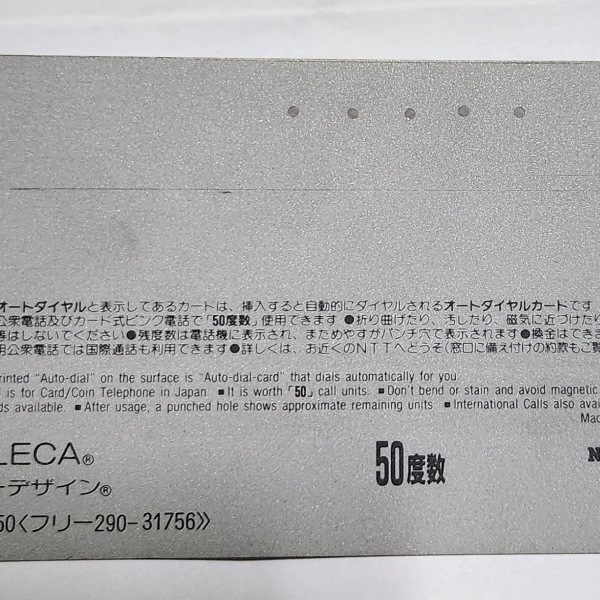 オートダイヤルと表示してあるカードは、挿入すると自動的にダイヤルされるオートダイヤルカードです
公衆電話及びカード式ピンク電話で「50度数」使用できます ●折り曲げたり、汚したり、磁気に近づけたり
等はしないでください ●残度数は電話機に表示され、まためやすがパンチ穴で表示されます ●換金はできま
用公衆電話では国際通話も利用できます ●詳しくは、お近くのNTTへどうぞ(窓口に備え付けの約款もご覧
rinted "Auto-dial" on the surface is "Auto-dial-card" that dials automatically for you.
is for Card/Coin Telephone in Japan. ■ It is worth「50」call units. ■ Don't bend or stain and avoid magnetic
ds available. ■ After usage, a punched hole shows approximate remaining units. ■ International Calls also avai
Mad
LECA®
50度数
N
ーデザイン®
50〈フリー290-31756》